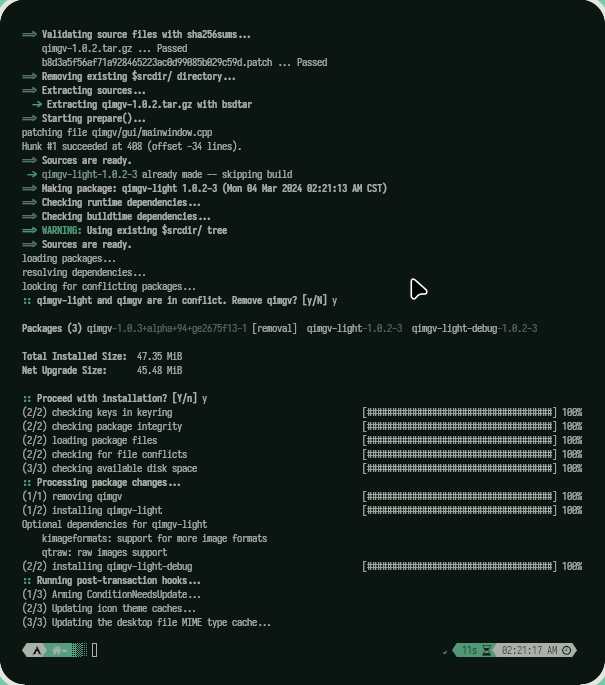 ==> Validating source files with sha256sums...
qimgv-1.0.2.tar.gz ... Passed
b8d3a5f56af71a928465223ac0d99085b029c59d.patch ... Passed
==> Removing existing $srcdir/ directory...
==> Extracting sources...
-> Extracting qimgv-1.0.2.tar.gz with bsdtar
==> Starting prepare()...
patching file qimgv/gui/mainwindow.cpp
Hunk #1 succeeded at 408 (offset -34 lines).
==> Sources are ready.
-> qimgv-light-1.0.2-3 already made -- skipping build
==> Making package: qimgv-light 1.0.2-3 (Mon 04 Mar 2024 02:21:13 AM CST)
==> Checking runtime dependencies...
==> Checking buildtime dependencies...
==> WARNING: Using existing $srcdir/ tree
==> Sources are ready.
loading packages...
resolving dependencies...
looking for conflicting packages...
:: qimgv-light and qimgv are in conflict. Remove qimgv? [y/N] y
Packages (3) qimgv-1.0.3+alpha+94+ge2675f13-1 [removal]  qimgv-light-1.0.2-3  qimgv-light-debug-1.0.2-3
Total Installed Size:  47.35 MiB
Net Upgrade Size:      45.48 MiB
:: Proceed with installation? [Y/n] y
(2/2) checking keys in keyring [#####################################] 100%
(2/2) checking package integrity [#####################################] 100%
(2/2) loading package files [#####################################] 100%
(2/2) checking for file conflicts [#####################################] 100%
(3/3) checking available disk space [#####################################] 100%
:: Processing package changes...
(1/1) removing qimgv [#####################################] 100%
(1/2) installing qimgv-light [#####################################] 100%
Optional dependencies for qimgv-light
kimageformats: support for more image formats
qtraw: raw images support
(2/2) installing qimgv-light-debug [#####################################] 100%
:: Running post-transaction hooks...
(1/3) Arming ConditionNeedsUpdate...
(2/3) Updating icon theme caches...
(3/3) Updating the desktop file MIME type cache...
~ 11s 02:21:17 AM